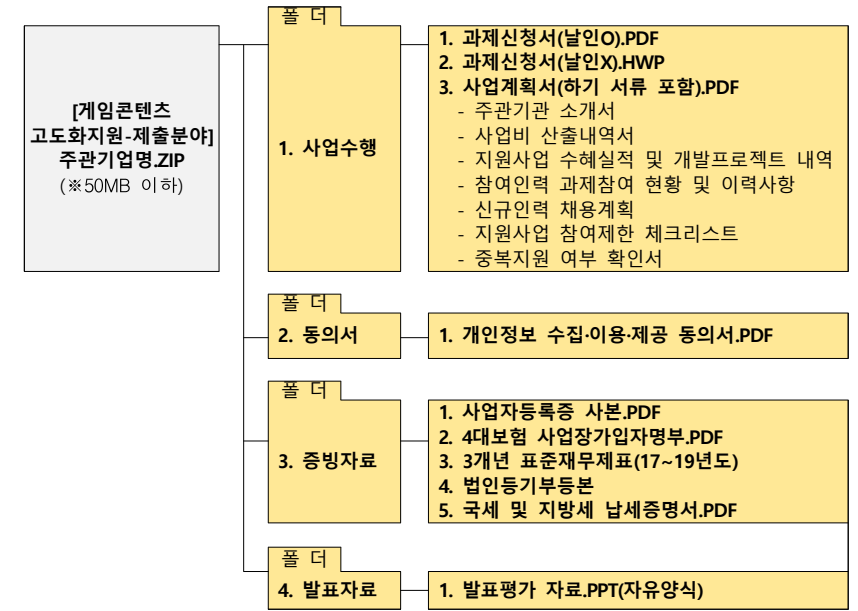 [게임콘텐츠
고도화지원-제출분야]
주관기업명.ZIP
(※50MB 이하)
폴 더
1. 사업수행
1. 과제신청서(날인O).PDF
2. 과제신청서(날인X).HWP
3. 사업계획서(하기 서류 포함).PDF
- 주관기관 소개서
- 사업비 산출내역서
- 지원사업 수혜실적 및 개발프로젝트 내역
- 참여인력 과제참여 현황 및 이력사항
- 신규인력 채용계획
- 지원사업 참여제한 체크리스트
- 중복지원 여부 확인서
폴 더
2. 동의서
1. 개인정보 수집·이용·제공 동의서.PDF
폴 더
3. 증빙자료
1. 사업자등록증 사본.PDF
2. 4대보험 사업장가입자명부.PDF
3. 3개년 표준재무제표(17~19년도)
4. 법인등기부등본
5. 국세 및 지방세 납세증명서.PDF
폴 더
4. 발표자료
1. 발표평가 자료.PPT(자유양식)